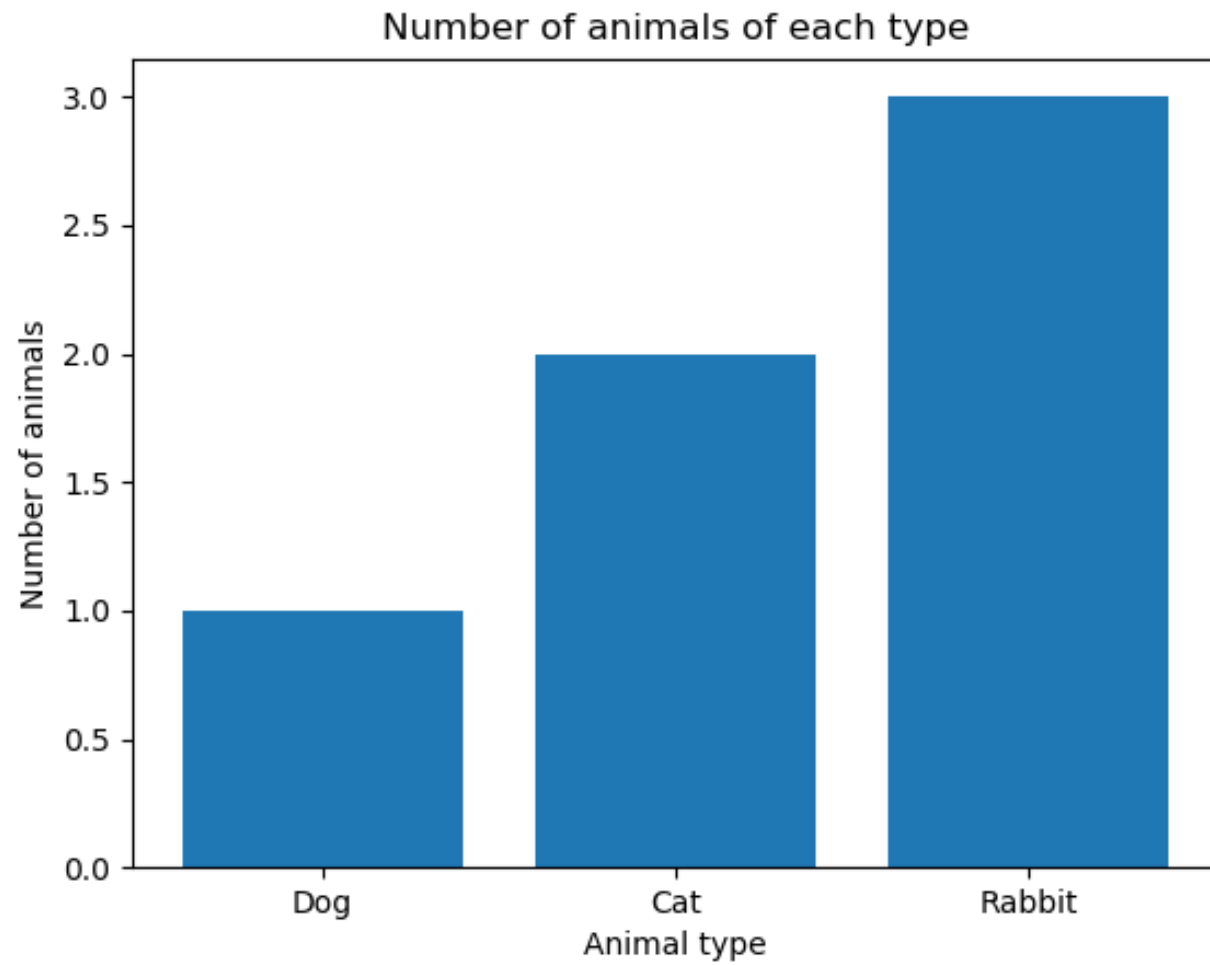 Number of animals of each type
Number of animals
3.0
2.5
2.0
1.5
1.0
0.5
0.0
Dog Cat Rabbit
Animal type